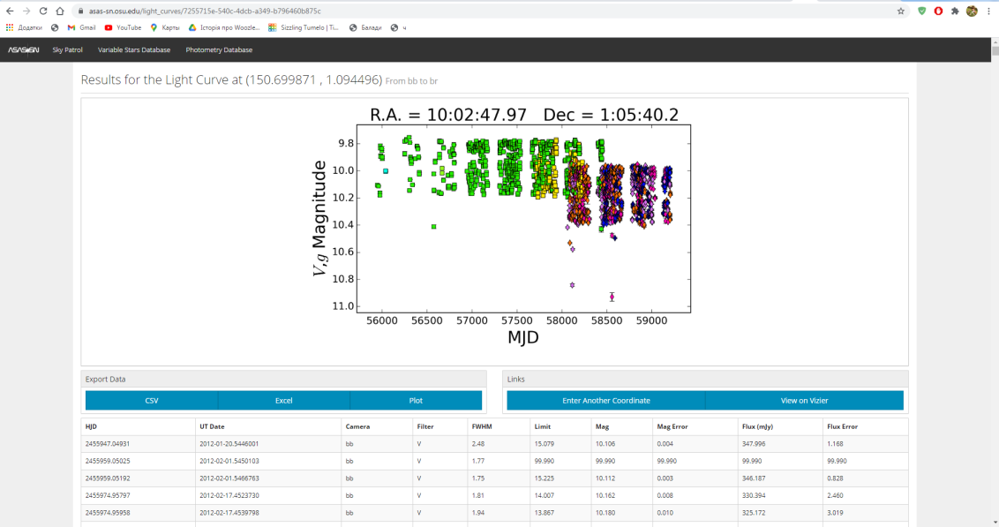 asas-sn.osu.edu/light_curves/7255715e-540c-4dcb-a349-b796460b875c
Додатки Gmail YouTube Карты Історія про Woozle... Sizzling Tumelo | Ti... Балади ч
ASAS-SN Sky Patrol Variable Stars Database Photometry Database
Results for the Light Curve at (150.699871 , 1.094496) From bb to br
R.A. = 10:02:47.97 Dec = 1:05:40.2
V,g Magnitude
9.8
10.0
10.2
10.4
10.6
10.8
11.0
56000 56500 57000 57500 58000 58500 59000
MJD
Export Data
CSV Excel Plot
Links
Enter Another Coordinate View on Vizier
HJD UT Date Camera Filter FWHM Limit Mag Mag Error Flux (mJy) Flux Error
2455947.04931 2012-01-20.5446001 bb V 2.48 15.079 10.106 0.004 347.996 1.168
2455959.05025 2012-02-01.5450103 bb V 1.77 99.990 99.990 99.990 99.990 99.990
2455959.05192 2012-02-01.5466763 bb V 1.75 15.225 10.112 0.003 346.187 0.828
2455974.95797 2012-02-17.4523730 bb V 1.81 14.007 10.162 0.008 330.394 2.460
2455974.95958 2012-02-17.4539798 bb V 1.94 13.867 10.180 0.010 325.172 3.019